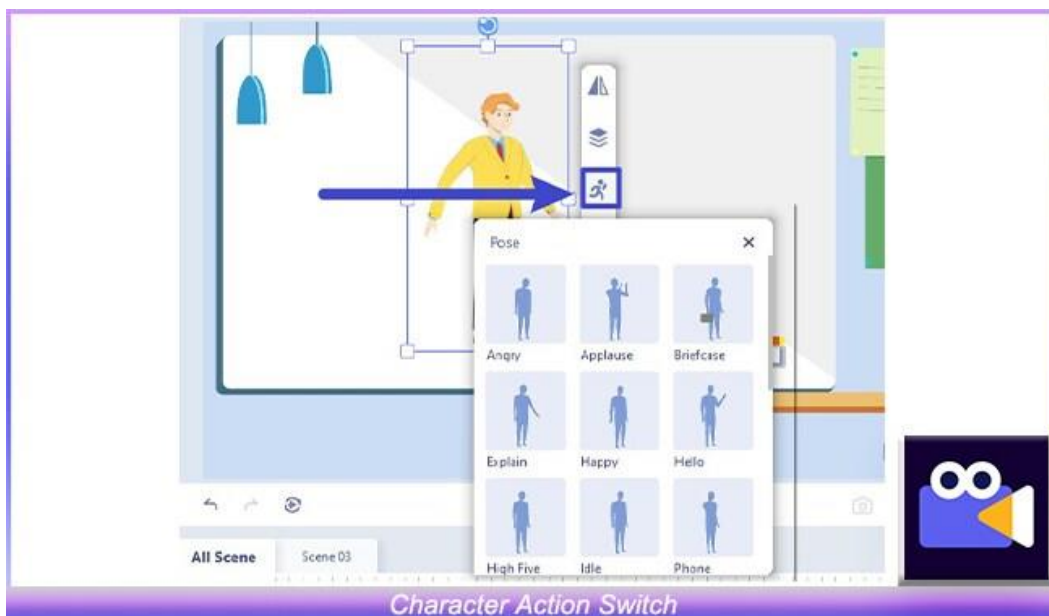 Pose
Angry Applause Briefcase
Explain Happy Hello
High Five Idle Phone
All Scene Scene 03
Character Action Switch